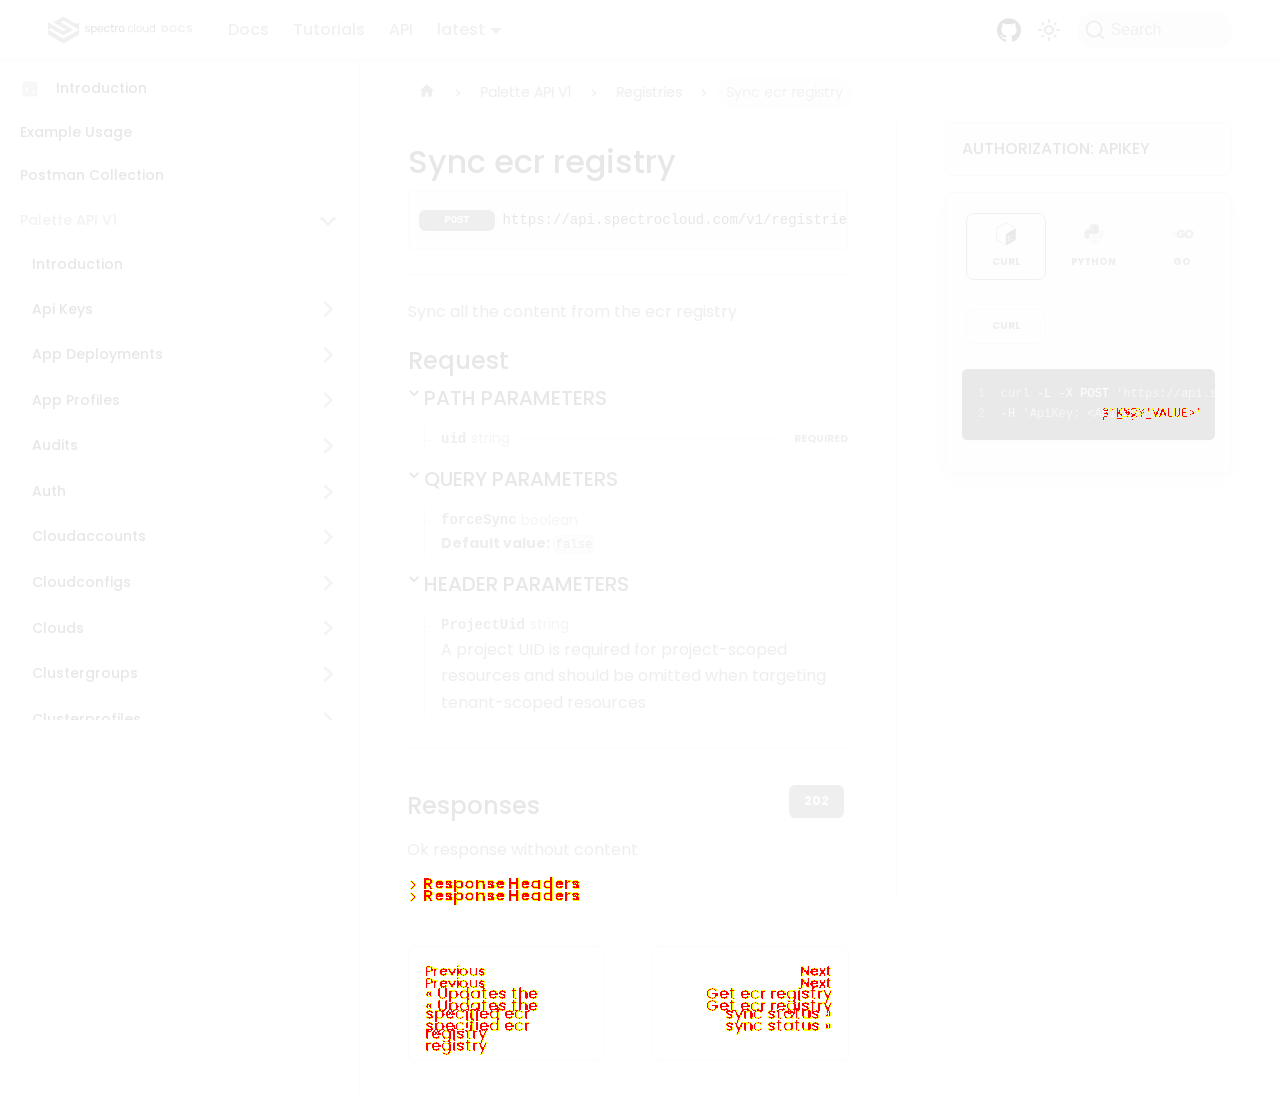 spectro cloud DOCS
Docs Tutorials API latest
Search
Introduction
Example Usage
Postman Collection
Palette API V1
Introduction
Api Keys
App Deployments
App Profiles
Audits
Auth
Cloudaccounts
Cloudconfigs
Clouds
Clustergroups
Clusterprofiles
Palette API V1 Registries Sync ecr registry
Sync ecr registry
POST https://api.spectrocloud.com/v1/registrie
Sync all the content from the ecr registry
Request
PATH PARAMETERS
uid string REQUIRED
QUERY PARAMETERS
forceSync boolean
Default value: false
HEADER PARAMETERS
ProjectUid string
A project UID is required for project-scoped
resources and should be omitted when targeting
tenant-scoped resources
Responses
202
Ok response without content
Response Headers
Response Headers
Previous
Previous
« Updates the
« Updates the
specified ecr
specified ecr
registry
registry
Next
Next
Get ecr registry
Get ecr registry
sync status »
sync status »
AUTHORIZATION: APIKEY
CURL PYTHON GO
CURL
1 curl -L -X POST 'https://api.s
2 -H 'ApiKey: <A